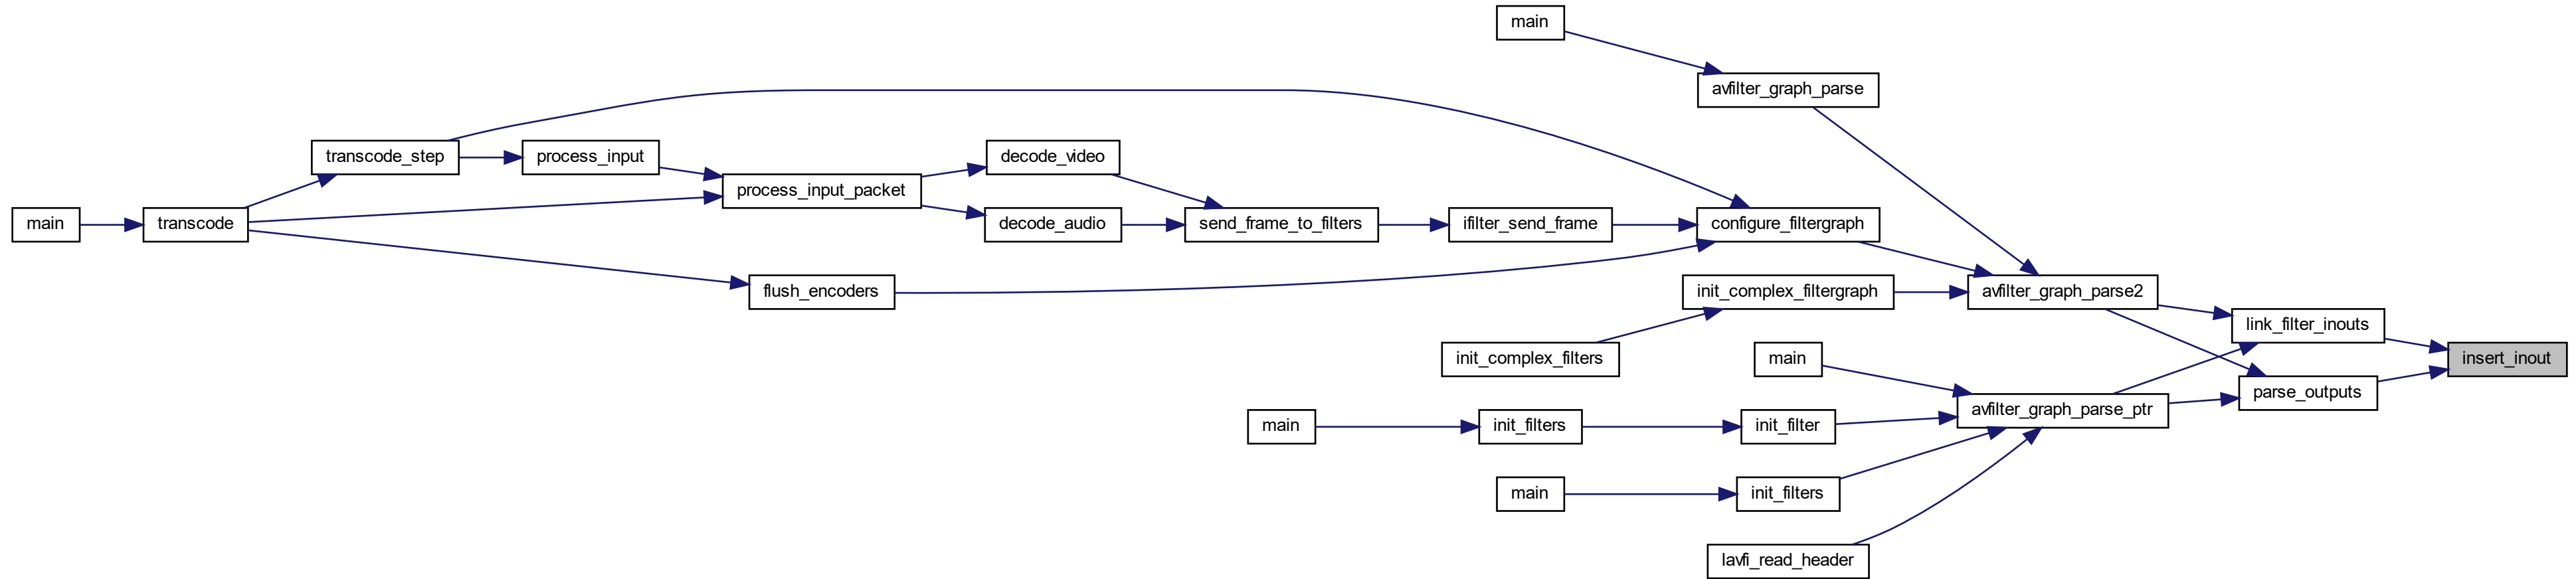 main
avfilter_graph_parse
transcode_step
process_input
decode_video
process_input_packet
main
transcode
decode_audio
send_frame_to_filters
ifilter_send_frame
configure_filtergraph
flush_encoders
init_complex_filtergraph
avfilter_graph_parse2
link_filter_inouts
init_complex_filters
main
insert_inout
parse_outputs
avfilter_graph_parse_ptr
main
init_filters
init_filter
main
init_filters
lavfi_read_header